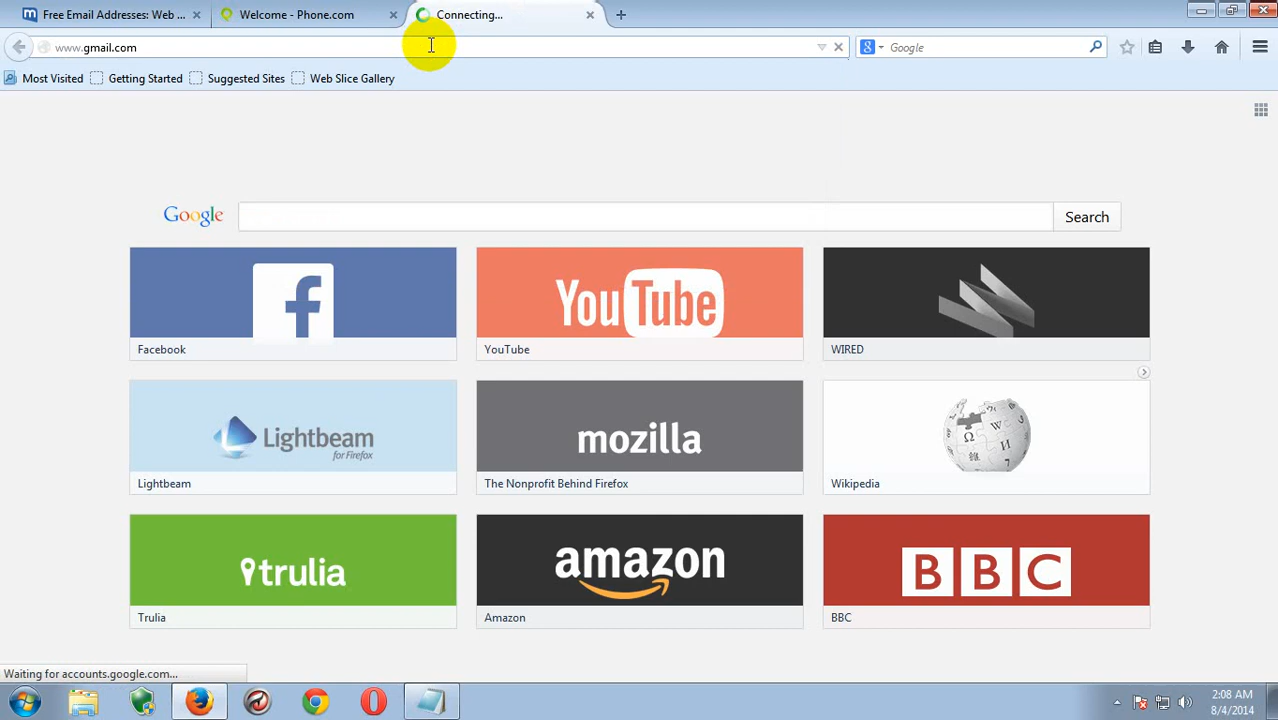 Free Email Addresses: Web ...
Welcome - Phone.com
Connecting...
www.gmail.com
Google
Most Visited
Getting Started
Suggested Sites
Web Slice Gallery
Google
Search
f
YouTube
Facebook
YouTube
WIRED
Lightbeam
for Firefox
mozilla
Lightbeam
The Nonprofit Behind Firefox
Wikipedia
trulia
amazon
BBC
Trulia
Amazon
BBC
Waiting for accounts.google.com...
2:08 AM
8/4/2014